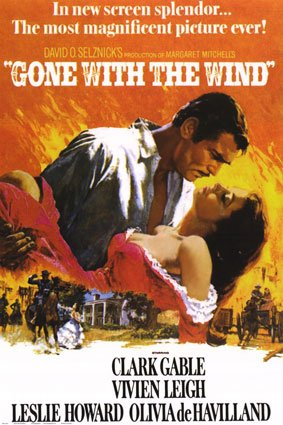 In new screen splendor...
The most magnificent picture ever!
DAVID O. SELZNICK'S PRODUCTION OF MARGARET MITCHELL'S
"GONE WITH THE WIND"
STARRING
CLARK GABLE
VIVIEN LEIGH
LESLIE HOWARD OLIVIA de HAVILLAND